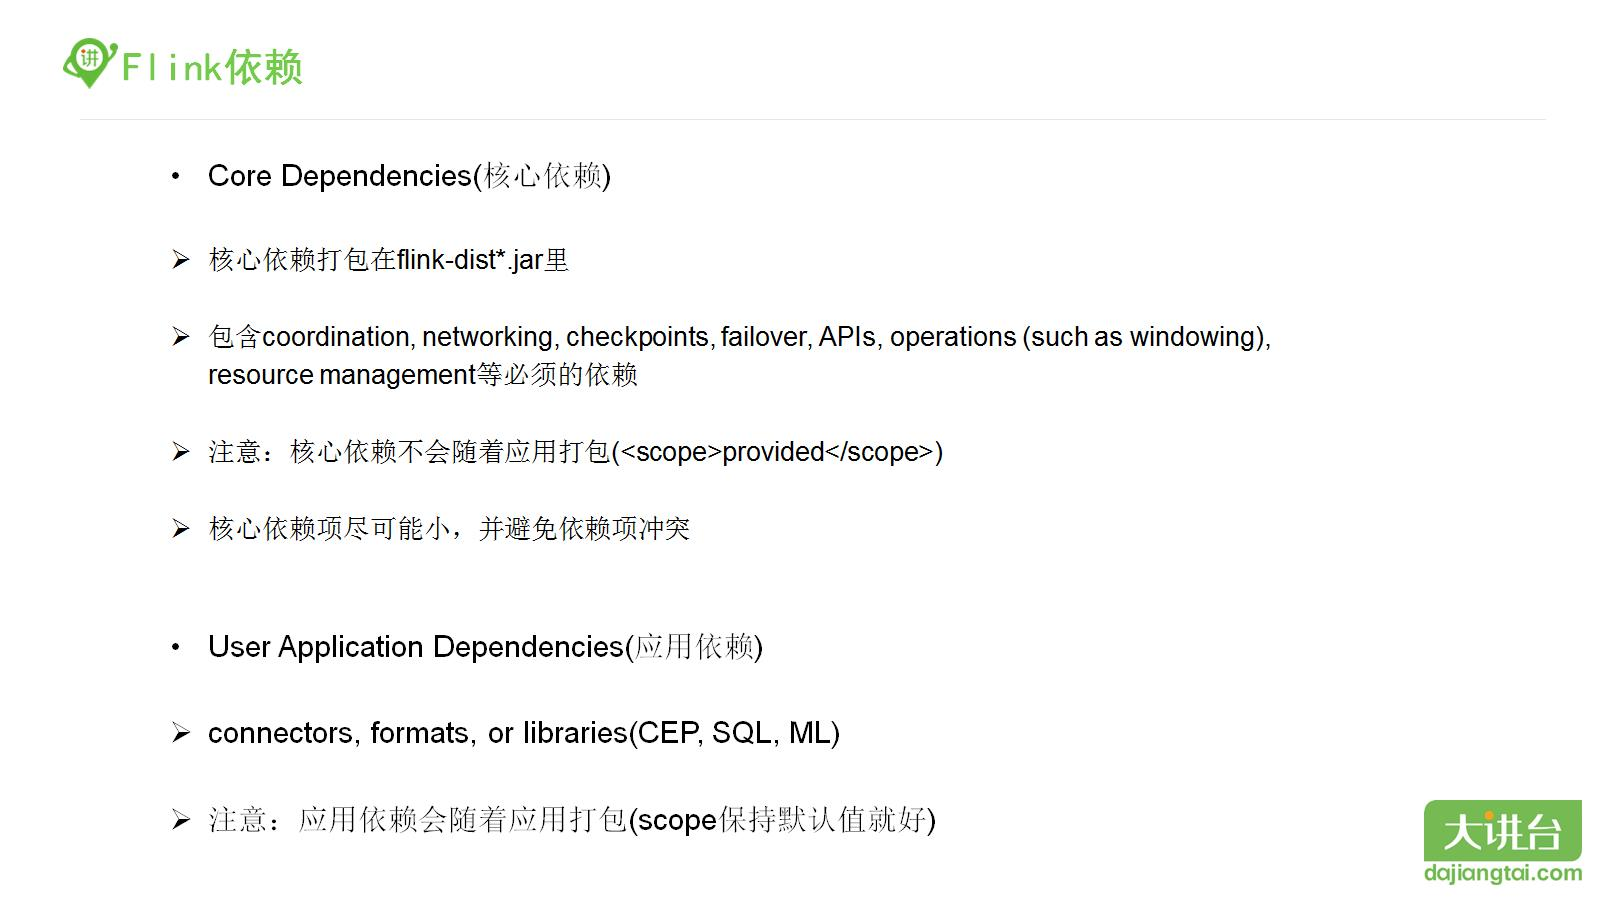 讲
Flink依赖
• Core Dependencies(核心依赖)
➢ 核心依赖打包在flink-dist*.jar里
➢ 包含coordination, networking, checkpoints, failover, APIs, operations (such as windowing),
resource management等必须的依赖
➢ 注意：核心依赖不会随着应用打包(<scope>provided</scope>)
➢ 核心依赖项尽可能小，并避免依赖项冲突
• User Application Dependencies(应用依赖)
➢ connectors, formats, or libraries(CEP, SQL, ML)
➢ 注意：应用依赖会随着应用打包(scope保持默认值就好)
大讲台
dajiangtai.com